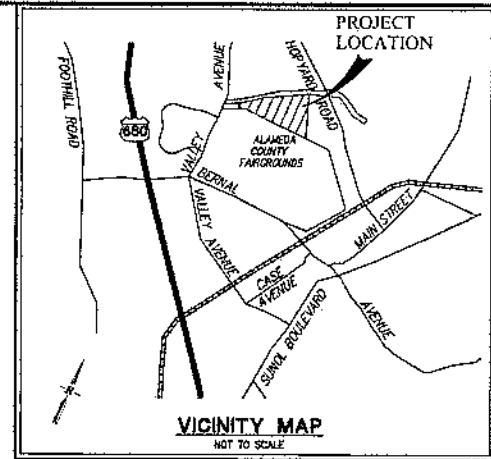 PROJECT
LOCATION
FOOTHILL ROAD
680
VALLEY
AVENUE
HOPYARD
ROAD
ALAMEDA
COUNTY
FAIRGROUNDS
BERNAL
VALLEY AVENUE
MAIN STREET
CASE
AVENUE
SUNOL BOULEVARD
AVENUE
VICINITY MAP
NOT TO SCALE